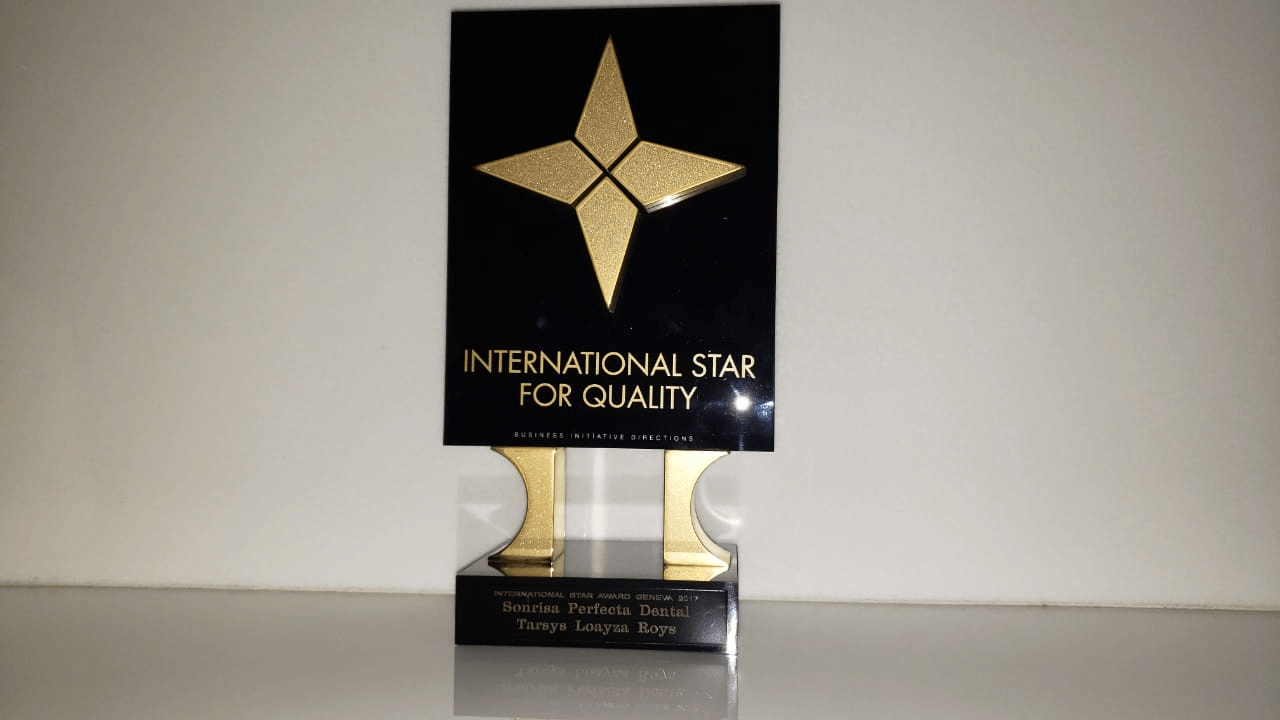 INTERNATIONAL STAR
FOR QUALITY
BUSINESS INITIATIVE DIRECTIONS
INTERNATIONAL STAR AWARD GENEVA 2017
Sonrisa Perfecta Dental
Tarsys Loayza Roys